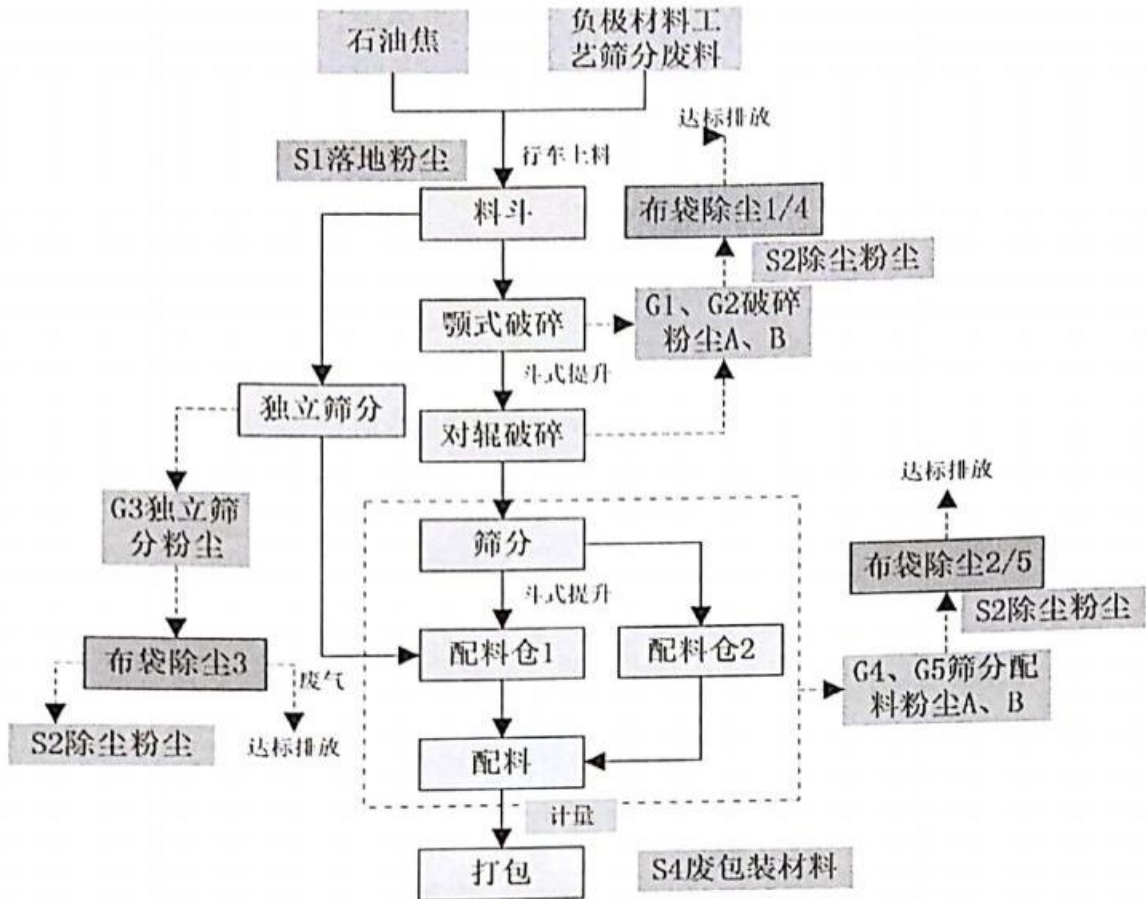 石油焦
负极材料工
艺筛分废料
达标排放
S1落地粉尘
行车上料
料斗
布袋除尘1/4
S2除尘粉尘
颚式破碎
G1、G2破碎
粉尘A、B
斗式提升
独立筛分
对辊破碎
达标排放
G3独立筛
分粉尘
筛分
布袋除尘2/5
斗式提升
S2除尘粉尘
布袋除尘3
配料仓1
配料仓2
废气
G4、G5筛分配
料粉尘A、B
S2除尘粉尘
达标排放
配料
计量
打包
S4废包装材料